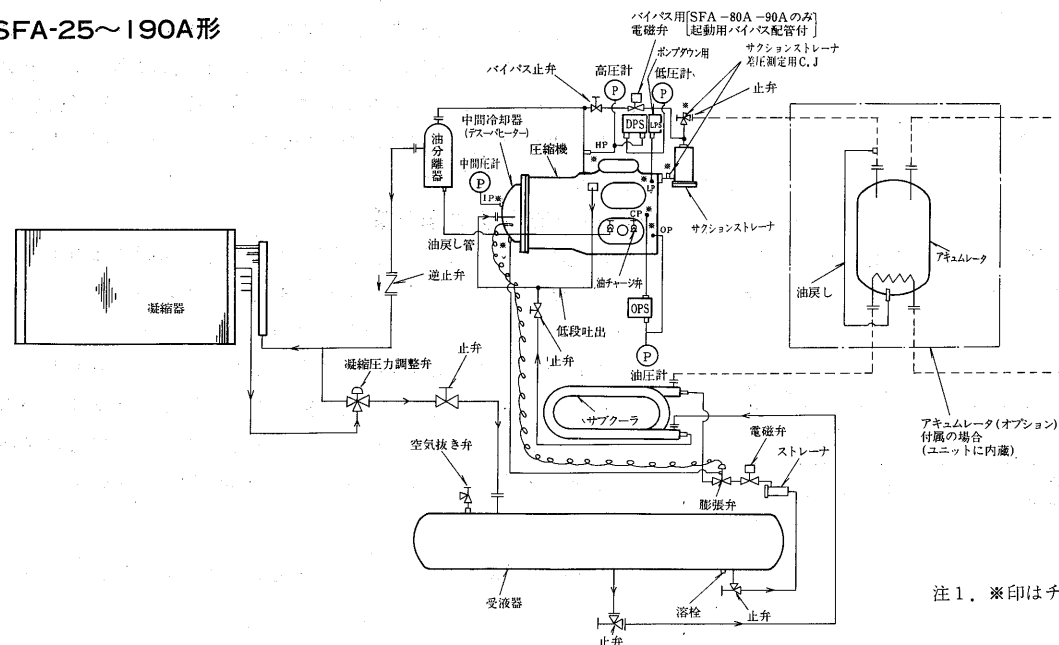 SFA-25～190A形
バイパス用
電磁弁
[SFA-80A-90Aのみ
起動用バイパス配管付]
サクションストレーナ
差圧測定用C.J
ポンプダウン用
高圧計
低圧計
バイパス止弁
止弁
P
P
※
DPS
LPS
中間冷却器
(デスーパヒーター)
油分離器
圧縮機
HP
※
※
※
LP
中間圧計
P
IP※
CP
※
OP
※
サクションストレーナ
油戻し管
※
油チャージ弁
アキュムレータ
油戻し
逆止弁
凝縮器
OPS
低段吐出
止弁
P
油圧計
凝縮圧力調整弁
止弁
サブクーラ
アキュムレータ(オプション)
付属の場合
(ユニットに内蔵)
電磁弁
ストレーナ
空気抜き弁
膨張弁
受液器
溶栓
止弁
止弁
注1. ※印はチ